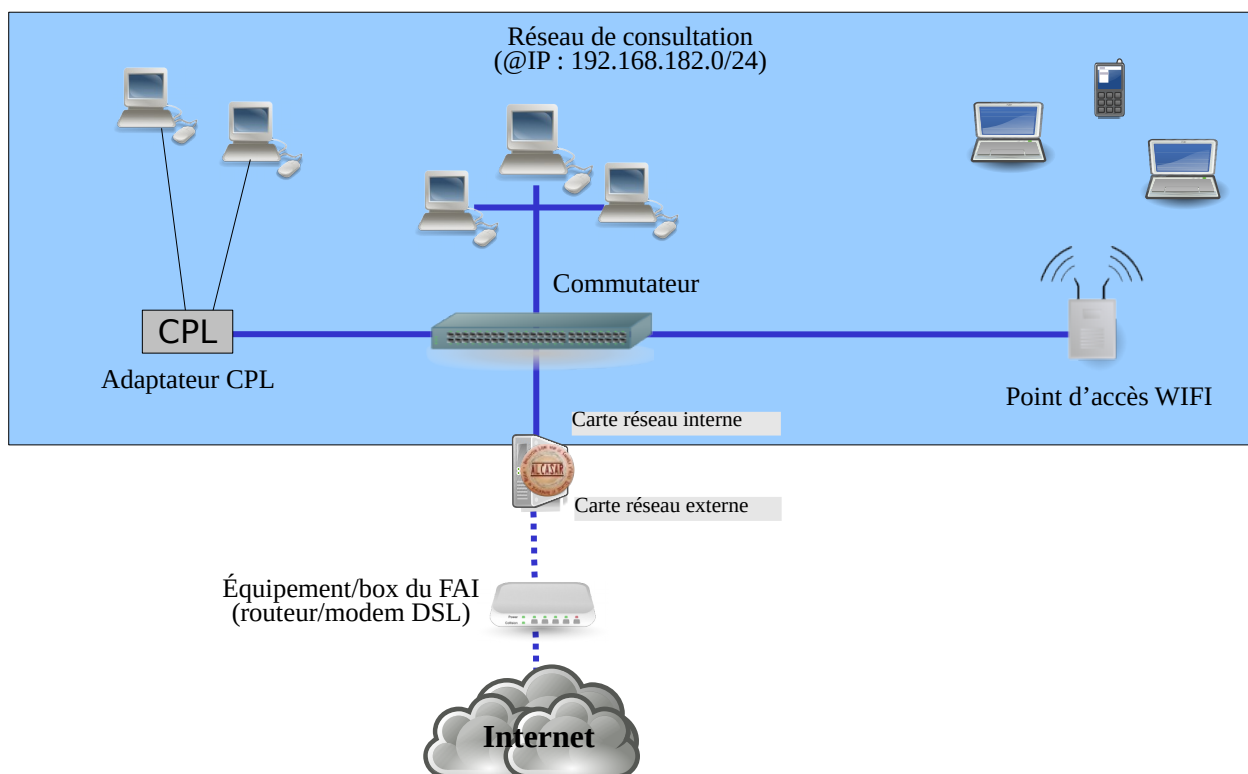 Réseau de consultation
(@IP : 192.168.182.0/24)
Commutateur
CPL
Adaptateur CPL
Point d’accès WIFI
Carte réseau interne
ALCASAR
Carte réseau externe
Équipement/box du FAI
(routeur/modem DSL)
Internet